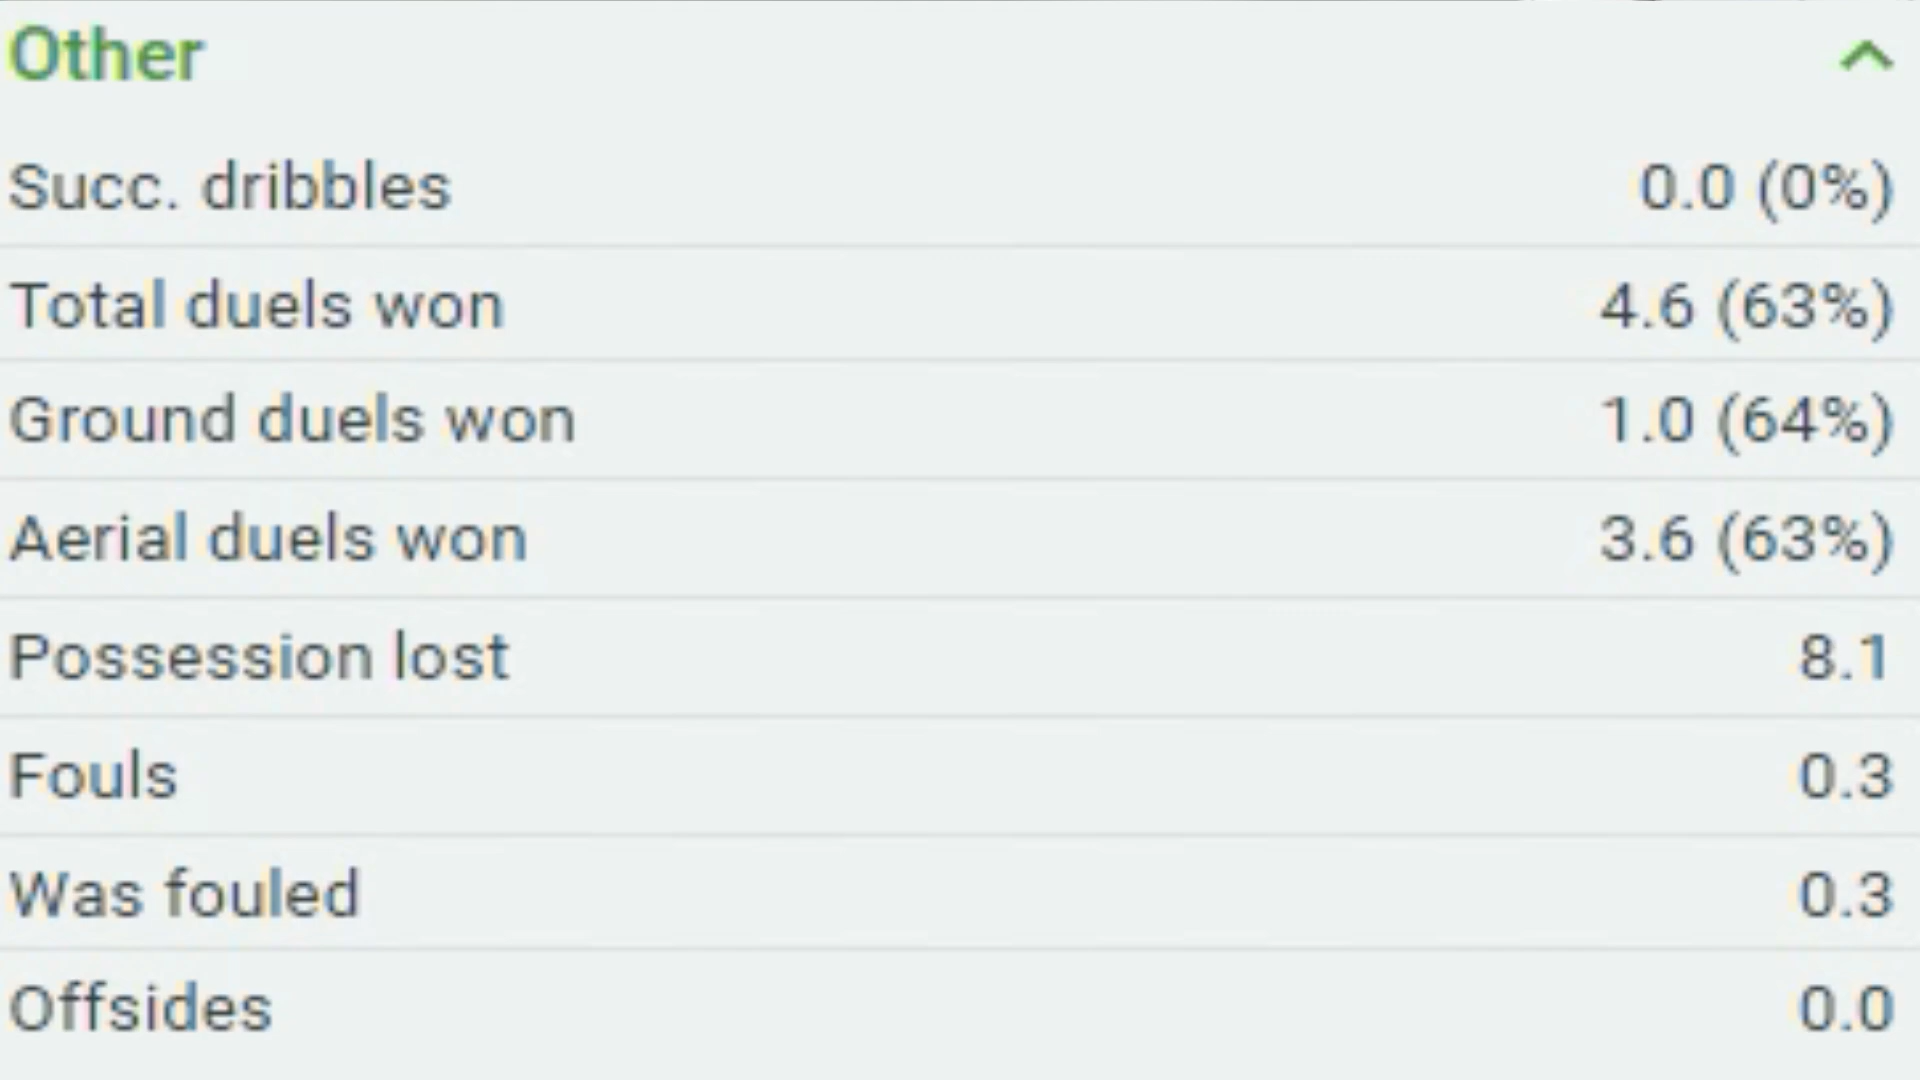 Other
Succ. dribbles 0.0 (0%)
Total duels won 4.6 (63%)
Ground duels won 1.0 (64%)
Aerial duels won 3.6 (63%)
Possession lost 8.1
Fouls 0.3
Was fouled 0.3
Offsides 0.0